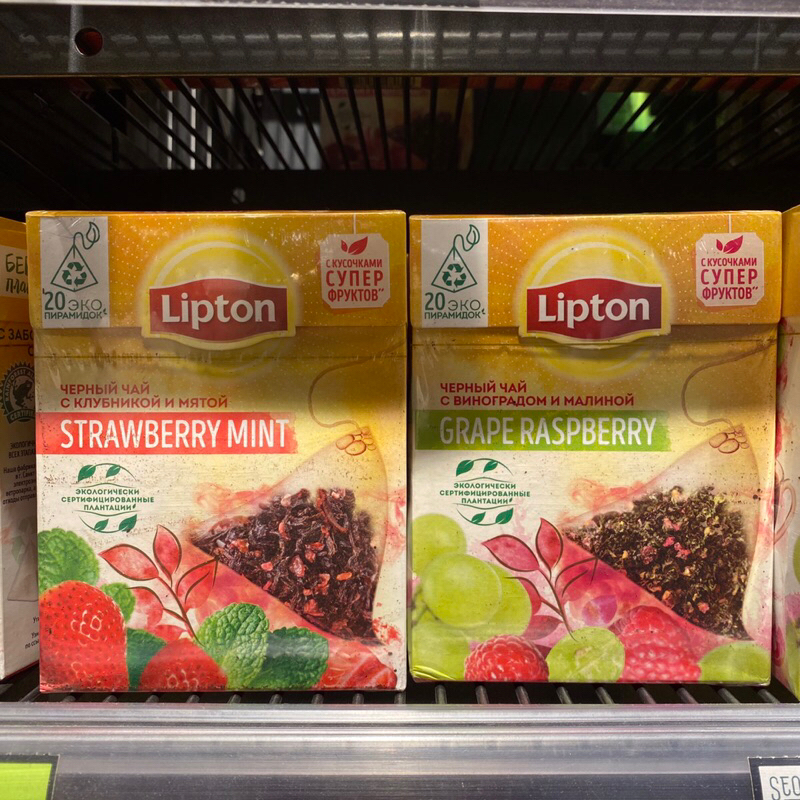 20 ЭКО
ПИРАМИДОК
Lipton
С КУСОЧКАМИ
СУПЕР
ФРУКТОВ
ЧЕРНЫЙ ЧАЙ
С КЛУБНИКОЙ И МЯТОЙ
STRAWBERRY MINT
ЭКОЛОГИЧЕСКИ
СЕРТИФИЦИРОВАННЫЕ
ПЛАНТАЦИИ
20 ЭКО
ПИРАМИДОК
Lipton
С КУСОЧКАМИ
СУПЕР
ФРУКТОВ
ЧЕРНЫЙ ЧАЙ
С ВИНОГРАДОМ И МАЛИНОЙ
GRAPE RASPBERRY
ЭКОЛОГИЧЕСКИ
СЕРТИФИЦИРОВАННЫЕ
ПЛАНТАЦИИ